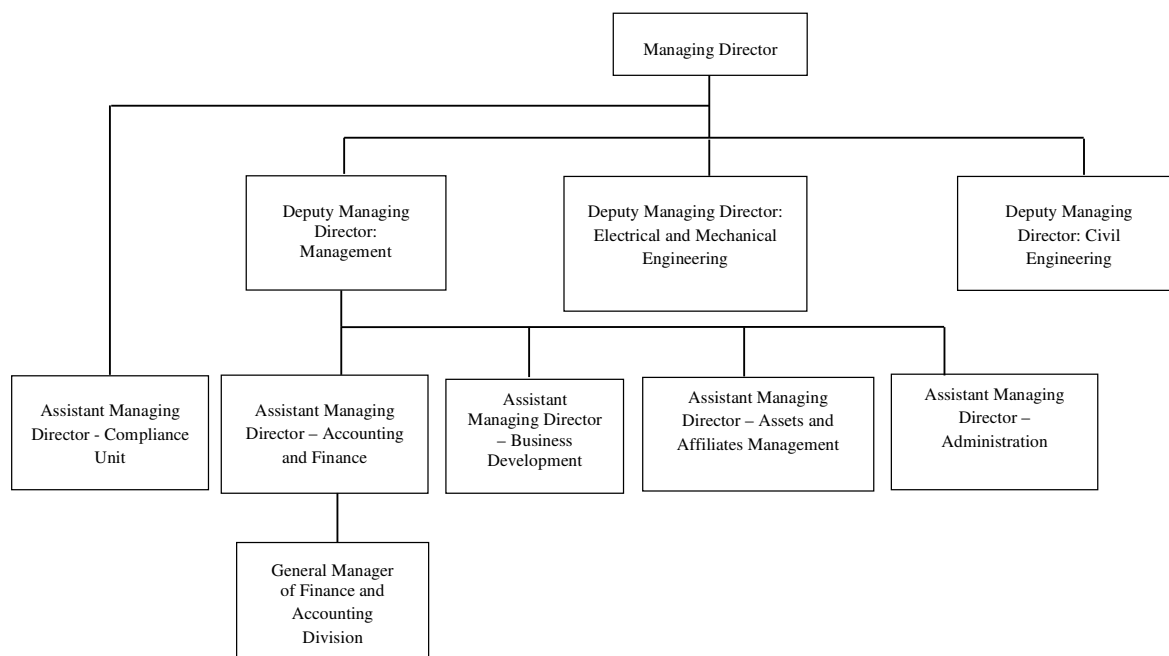 Managing Director
Deputy Managing
Director:
Management
Deputy Managing Director:
Electrical and Mechanical
Engineering
Deputy Managing
Director: Civil
Engineering
Assistant Managing
Director - Compliance
Unit
Assistant Managing
Director – Accounting
and Finance
Assistant
Managing Director
– Business
Development
Assistant Managing
Director – Assets and
Affiliates Management
Assistant Managing
Director –
Administration
General Manager
of Finance and
Accounting
Division